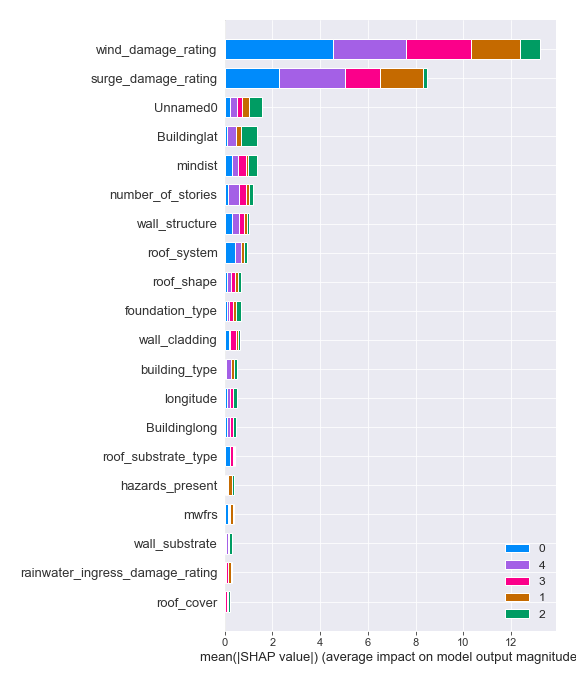 wind_damage_rating
surge_damage_rating
Unnamed0
Buildinglat
mindist
number_of_stories
wall_structure
roof_system
roof_shape
foundation_type
wall_cladding
building_type
longitude
Buildinglong
roof_substrate_type
hazards_present
mwfrs
wall_substrate
rainwater_ingress_damage_rating
roof_cover
0
4
3
1
2
0 2 4 6 8 10 12
mean(|SHAP value|) (average impact on model output magnitude